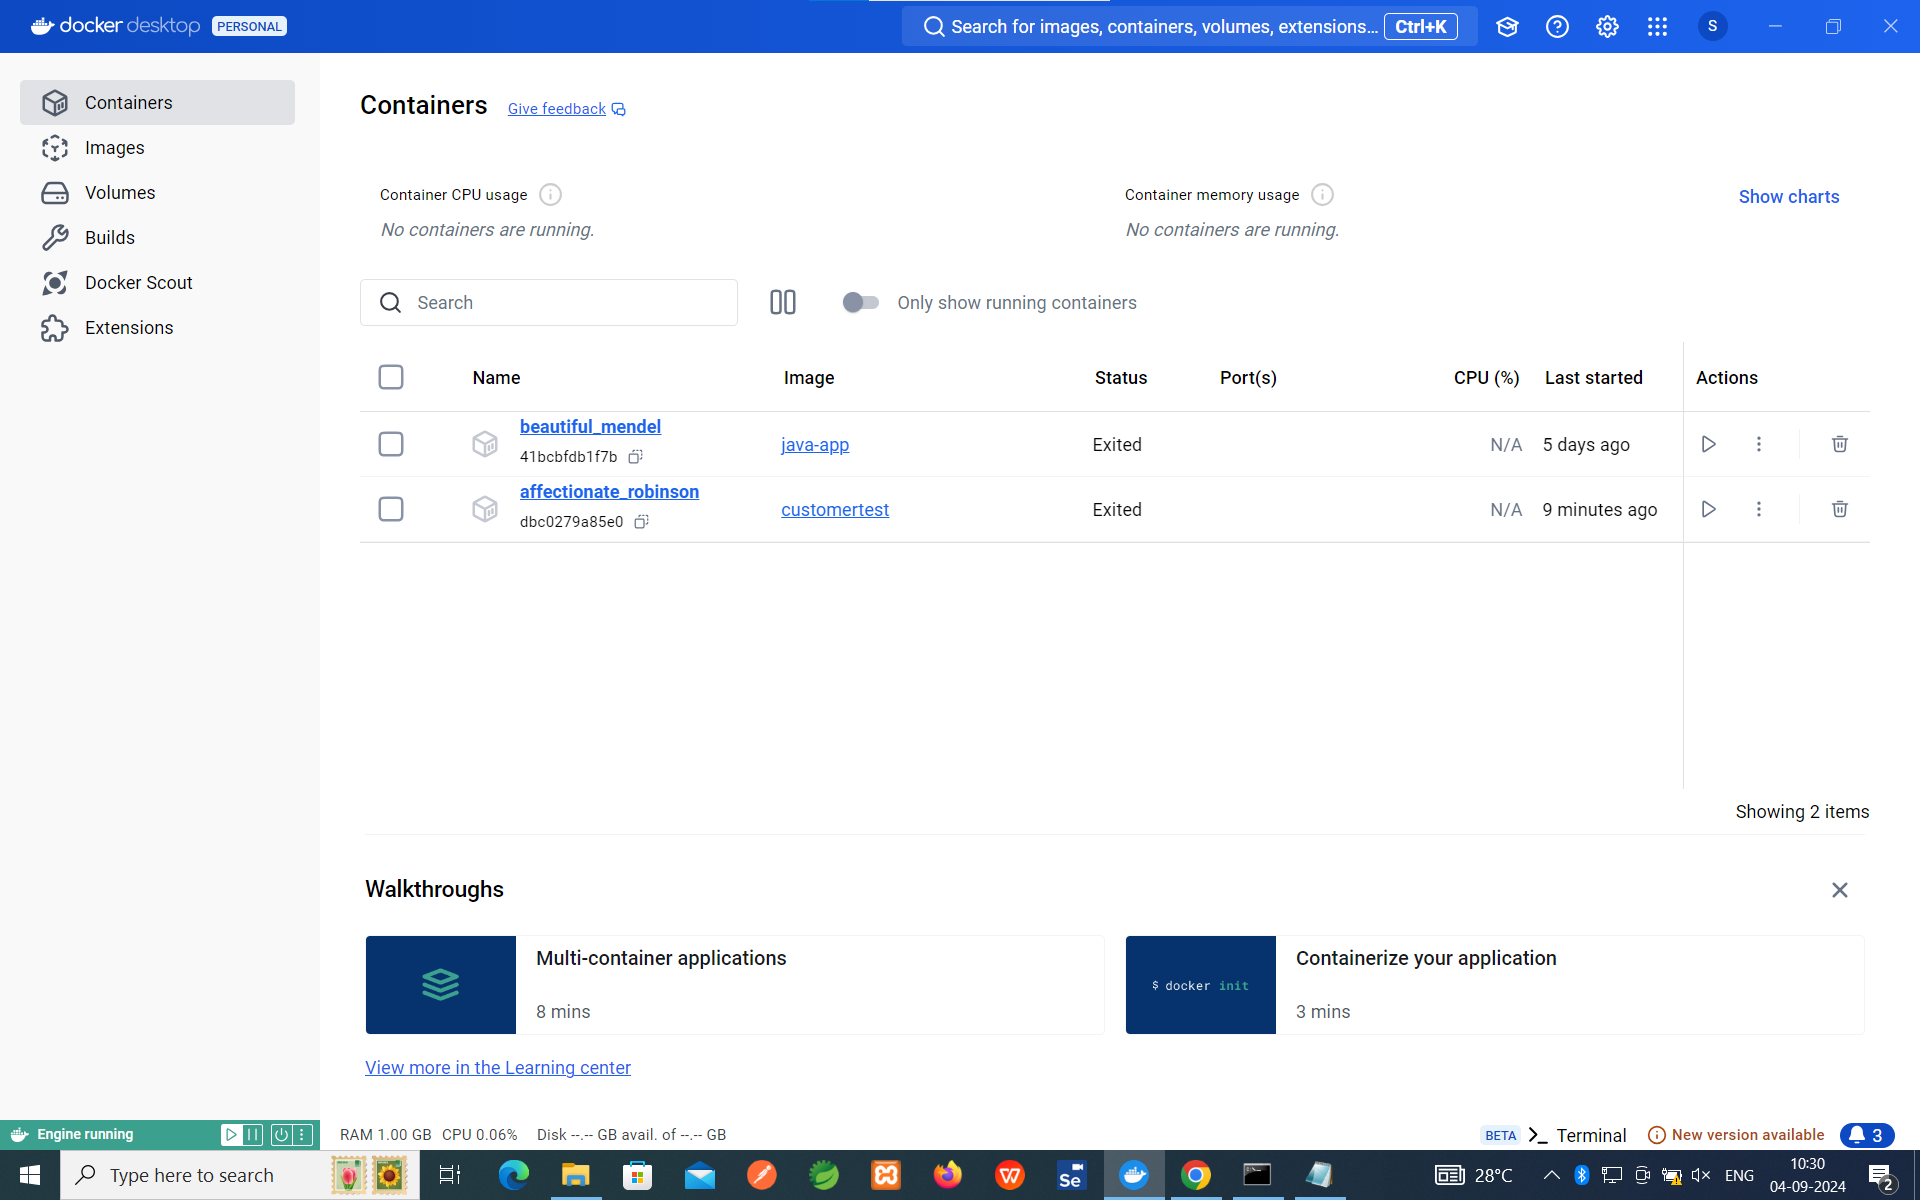 docker desktop PERSONAL
Search for images, containers, volumes, extensions... Ctrl+K
S
Containers
Images
Volumes
Builds
Docker Scout
Extensions
Containers Give feedback
Container CPU usage
No containers are running.
Container memory usage
No containers are running.
Show charts
Search
Only show running containers
Name Image Status Port(s) CPU (%) Last started Actions
beautiful_mendel
41bcbfdb1f7b
java-app Exited N/A 5 days ago
affectionate_robinson
dbc0279a85e0
customertest Exited N/A 9 minutes ago
Showing 2 items
Walkthroughs
Multi-container applications
8 mins
$ docker init
Containerize your application
3 mins
View more in the Learning center
Engine running
RAM 1.00 GB CPU 0.06% Disk --.-- GB avail. of --.-- GB
BETA Terminal
New version available
3
Type here to search
W
Se
28°C
ENG
10:30
04-09-2024
2